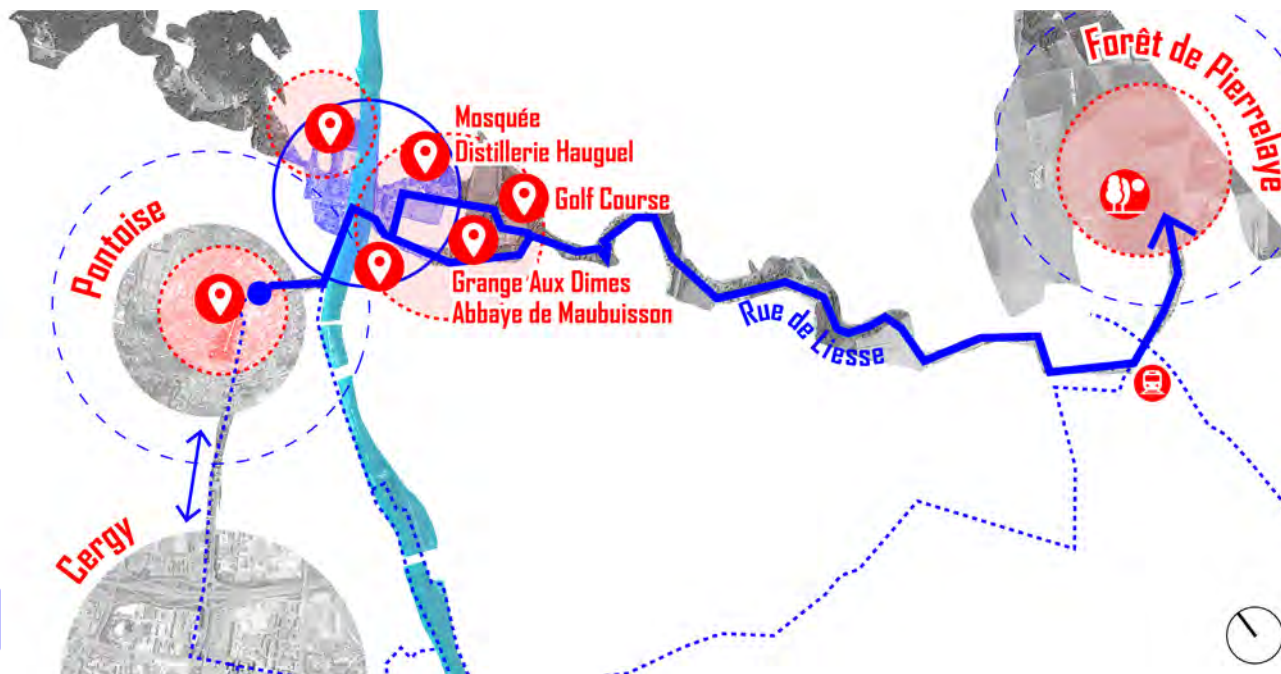 Forêt de Pierrelaye
Mosquée
Distillerie Hauguel
Golf Course
Pontoise
Grange Aux Dimes
Abbaye de Maubuisson
Rue de Liesse
Cergy